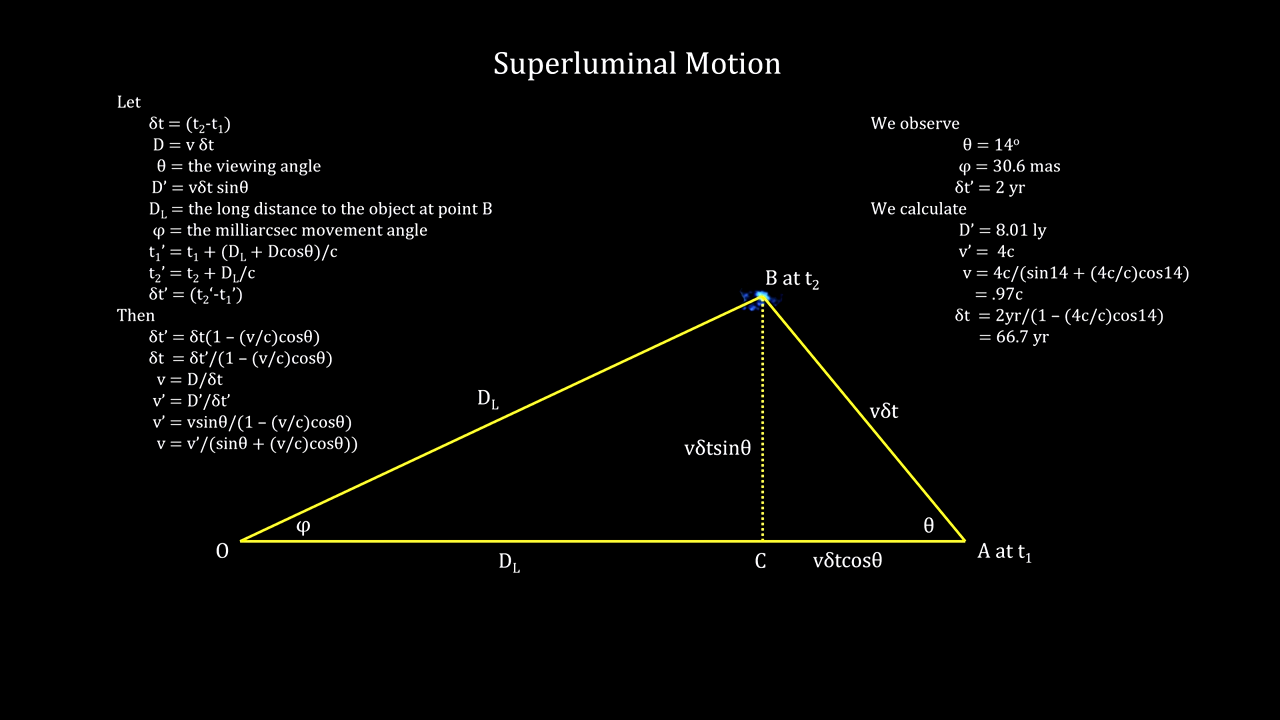 Superluminal Motion
Let
δt = (t₂-t₁)
D = v δt
θ = the viewing angle
D’ = vδt sinθ
D_L = the long distance to the object at point B
φ = the milliarcsec movement angle
t₁’ = t₁ + (D_L + Dcosθ)/c
t₂’ = t₂ + D_L/c
δt’ = (t₂‘-t₁’)
Then
δt’ = δt(1 – (v/c)cosθ)
δt = δt’/(1 – (v/c)cosθ)
v = D/δt
v’ = D’/δt’
v’ = vsinθ/(1 – (v/c)cosθ)
v = v’/(sinθ + (v/c)cosθ))
We observe
θ = 14º
φ = 30.6 mas
δt’ = 2 yr
We calculate
D’ = 8.01 ly
v’ = 4c
v = 4c/(sin14 + (4c/c)cos14)
= .97c
δt = 2yr/(1 – (4c/c)cos14)
= 66.7 yr
B at t₂
D_L
vδt
vδtsinθ
φ
θ
O
D_L
C
vδtcosθ
A at t₁